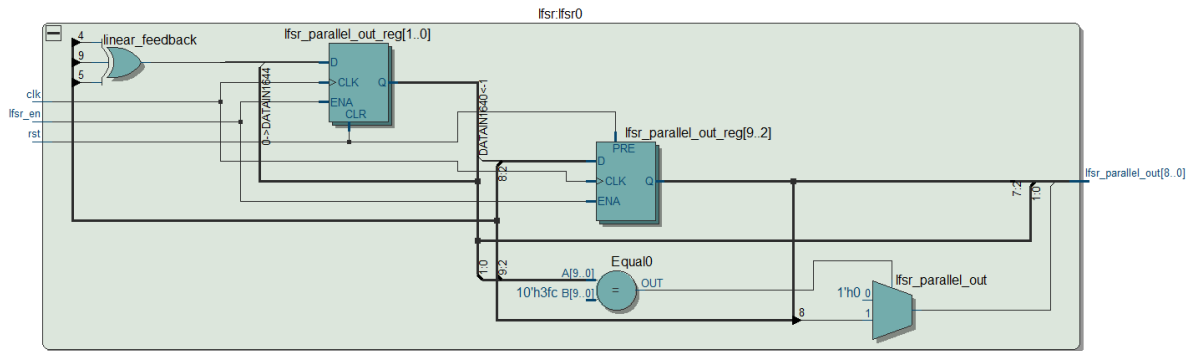 lfsr:lfsr0
4
9
5
linear_feedback
lfsr_parallel_out_reg[1..0]
D
CLK
ENA
CLR
Q
clk
lfsr_en
rst
0->DATAIN1644
DATAIN1640<-1
lfsr_parallel_out_reg[9..2]
PRE
D
CLK
ENA
Q
8:2
7:2
1:0
lfsr_parallel_out[8..0]
1:0
9:2
Equal0
A[9..0]
10'h3fc B[9..0]
=
OUT
lfsr_parallel_out
1'h0 0
8
1